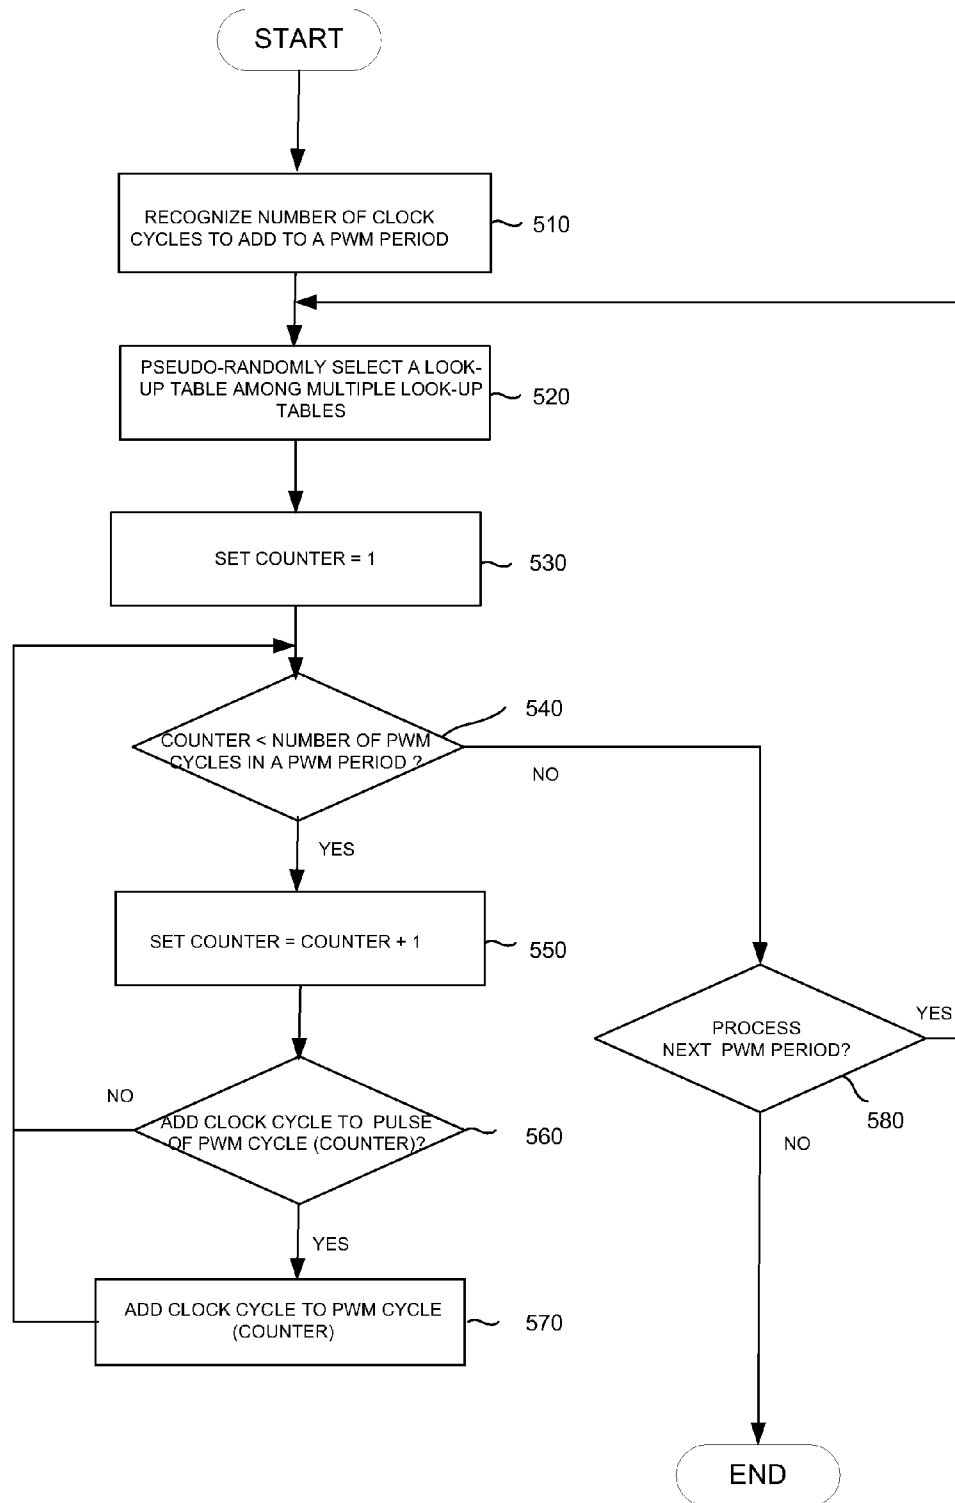 START
RECOGNIZE NUMBER OF CLOCK
CYCLES TO ADD TO A PWM PERIOD
510
PSEUDO-RANDOMLY SELECT A LOOK-
UP TABLE AMONG MULTIPLE LOOK-UP
TABLES
520
SET COUNTER = 1
530
540
COUNTER < NUMBER OF PWM
CYCLES IN A PWM PERIOD ?
NO
YES
SET COUNTER = COUNTER + 1
550
PROCESS
NEXT PWM PERIOD?
YES
580
NO
NO
ADD CLOCK CYCLE TO PULSE
OF PWM CYCLE (COUNTER)?
560
YES
ADD CLOCK CYCLE TO PWM CYCLE
(COUNTER)
570
END